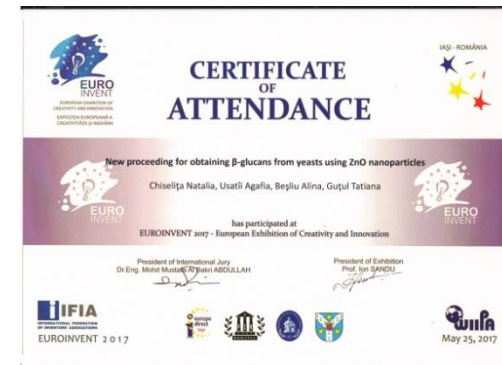 EURO
INVENT
EUROPEAN EXHIBITION OF
CREATIVITY AND INNOVATION
EXPOZIȚIA EUROPEANĂ A
CREATIVITĂȚII ȘI INOVĂRII
IAȘI - ROMÂNIA
CERTIFICATE
OF
ATTENDANCE
New proceeding for obtaining β-glucans from yeasts using ZnO nanoparticles
Chiselița Natalia, Usatîi Agafia, Beșliu Alina, Guțul Tatiana
EURO
INVENT
EURO
INVENT
has participated at
EUROINVENT 2017 - European Exhibition of Creativity and Innovation
President of International Jury
Dr.Eng. Mohd Mustafa Al Bakri ABDULLAH
President of Exhibition
Prof. Ion SANDU
IFIA
INTERNATIONAL FEDERATION
OF INVENTORS' ASSOCIATIONS
EUROINVENT 2017
europe
direct
iasi
WIIPA
May 25, 2017